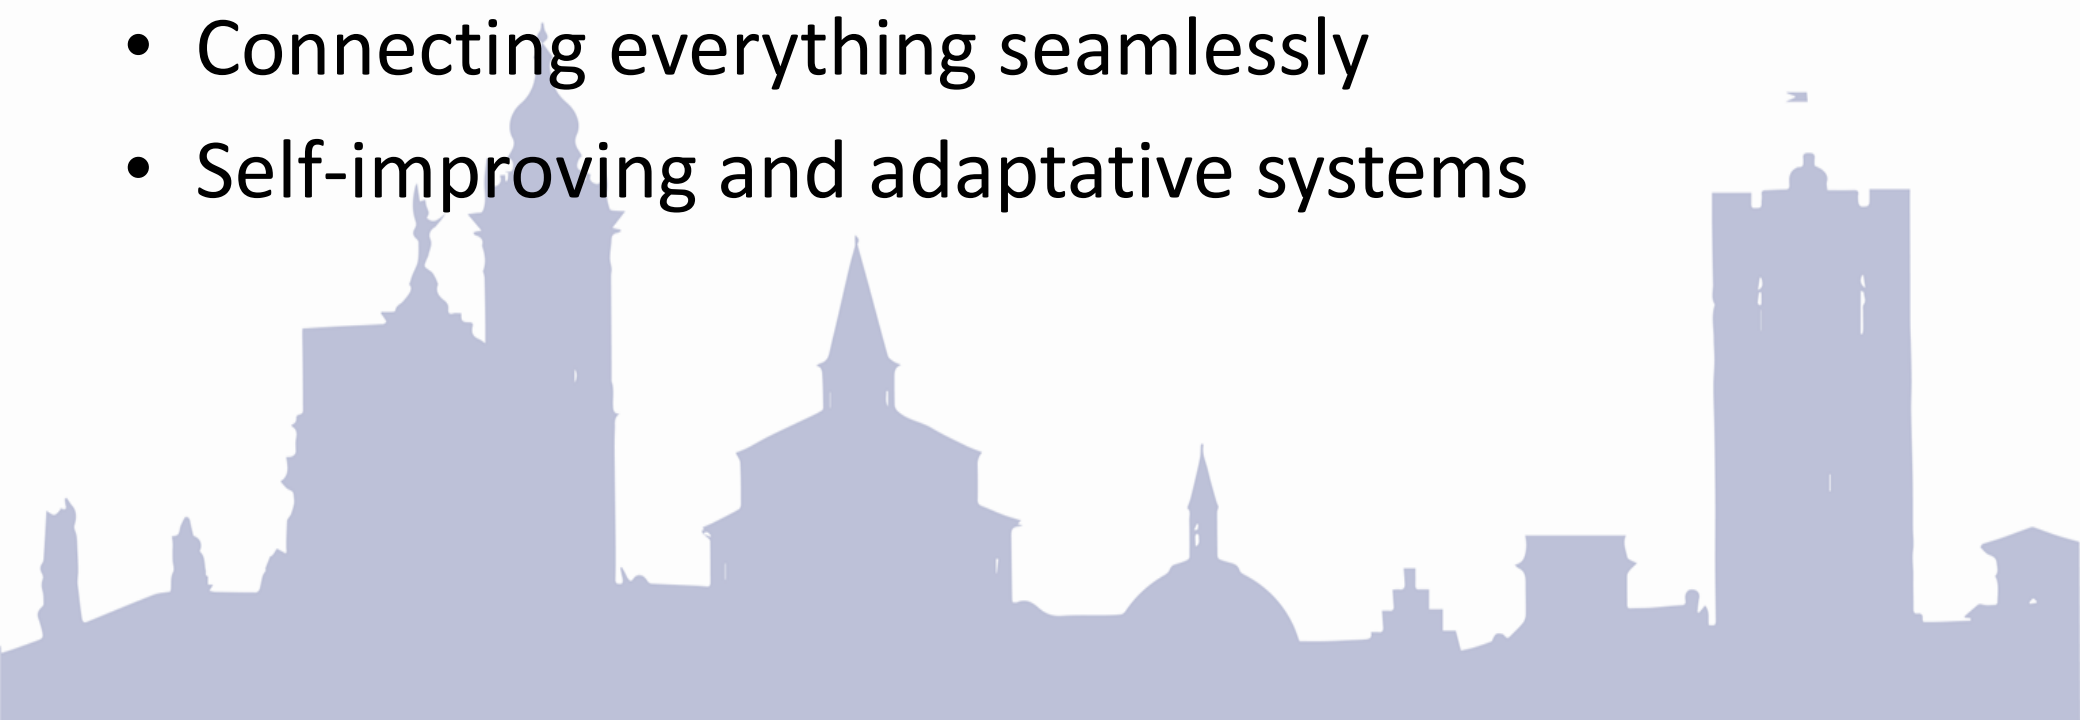 • Connecting everything seamlessly
• Self-improving and adaptative systems